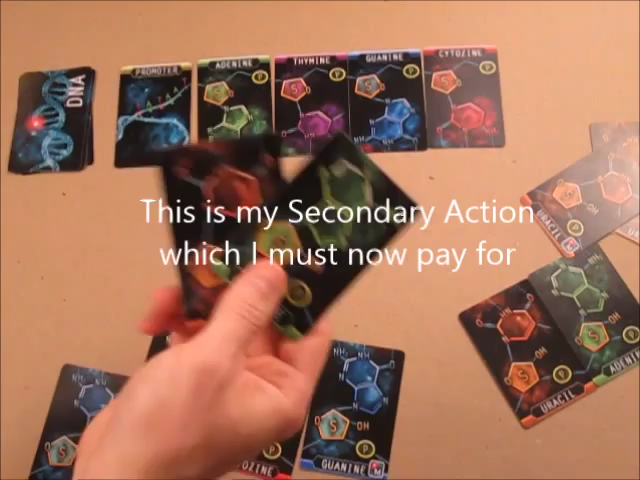 DNA
PROMOTER
TATAAT
ADENINE
P
THYMINE
P
GUANINE
P
CYTOZINE
P
This is my Secondary Action
which I must now pay for
URACIL
M
URACIL
ADENINE
GUANINE
M